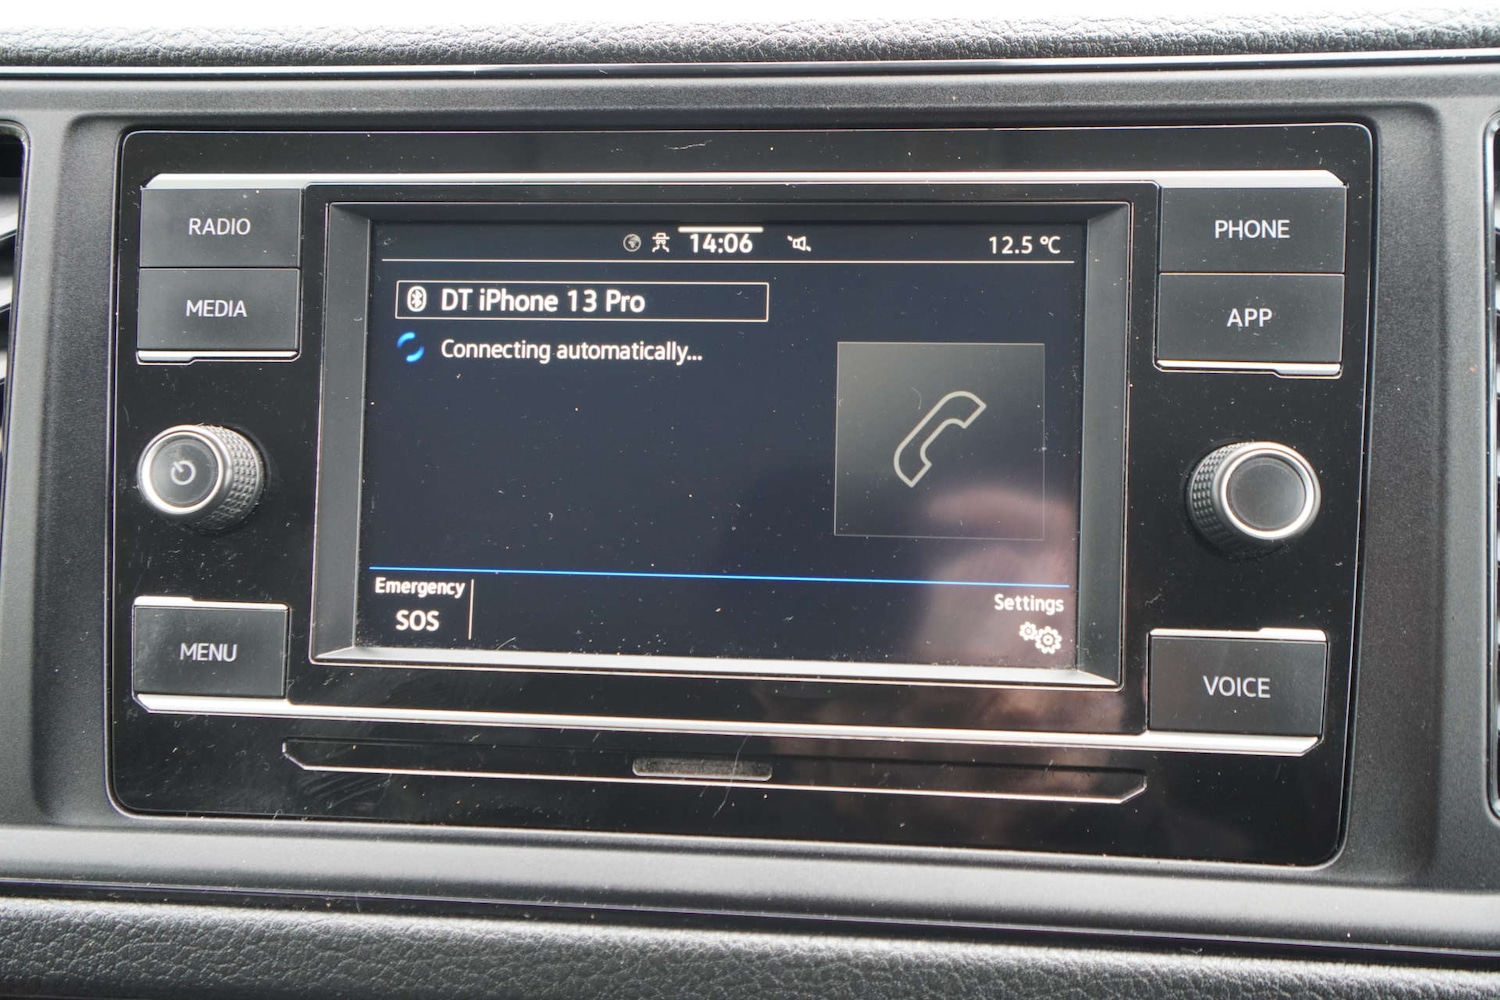 RADIO
MEDIA
MENU
14:06
12.5 °C
DT iPhone 13 Pro
Connecting automatically...
Emergency
SOS
Settings
PHONE
APP
VOICE